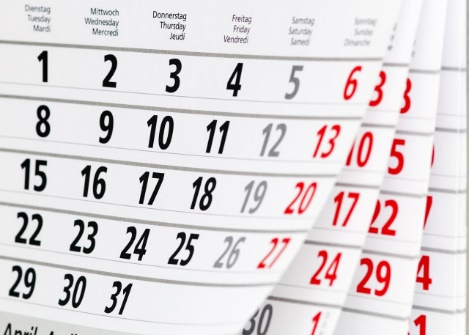 Dienstag Mittwoch Donnerstag Freitag Samstag Sonntag
Tuesday Wednesday Thursday Friday Saturday Sunday
Mardi Mercredi Jeudi Vendredi Samedi Dimanche
1 2 3 4 5 6 3 3
8 9 10 11 12 13 10 5
15 16 17 18 19 20 17 22
22 23 24 25 26 27 24 29 4
29 30 31 30 1
April